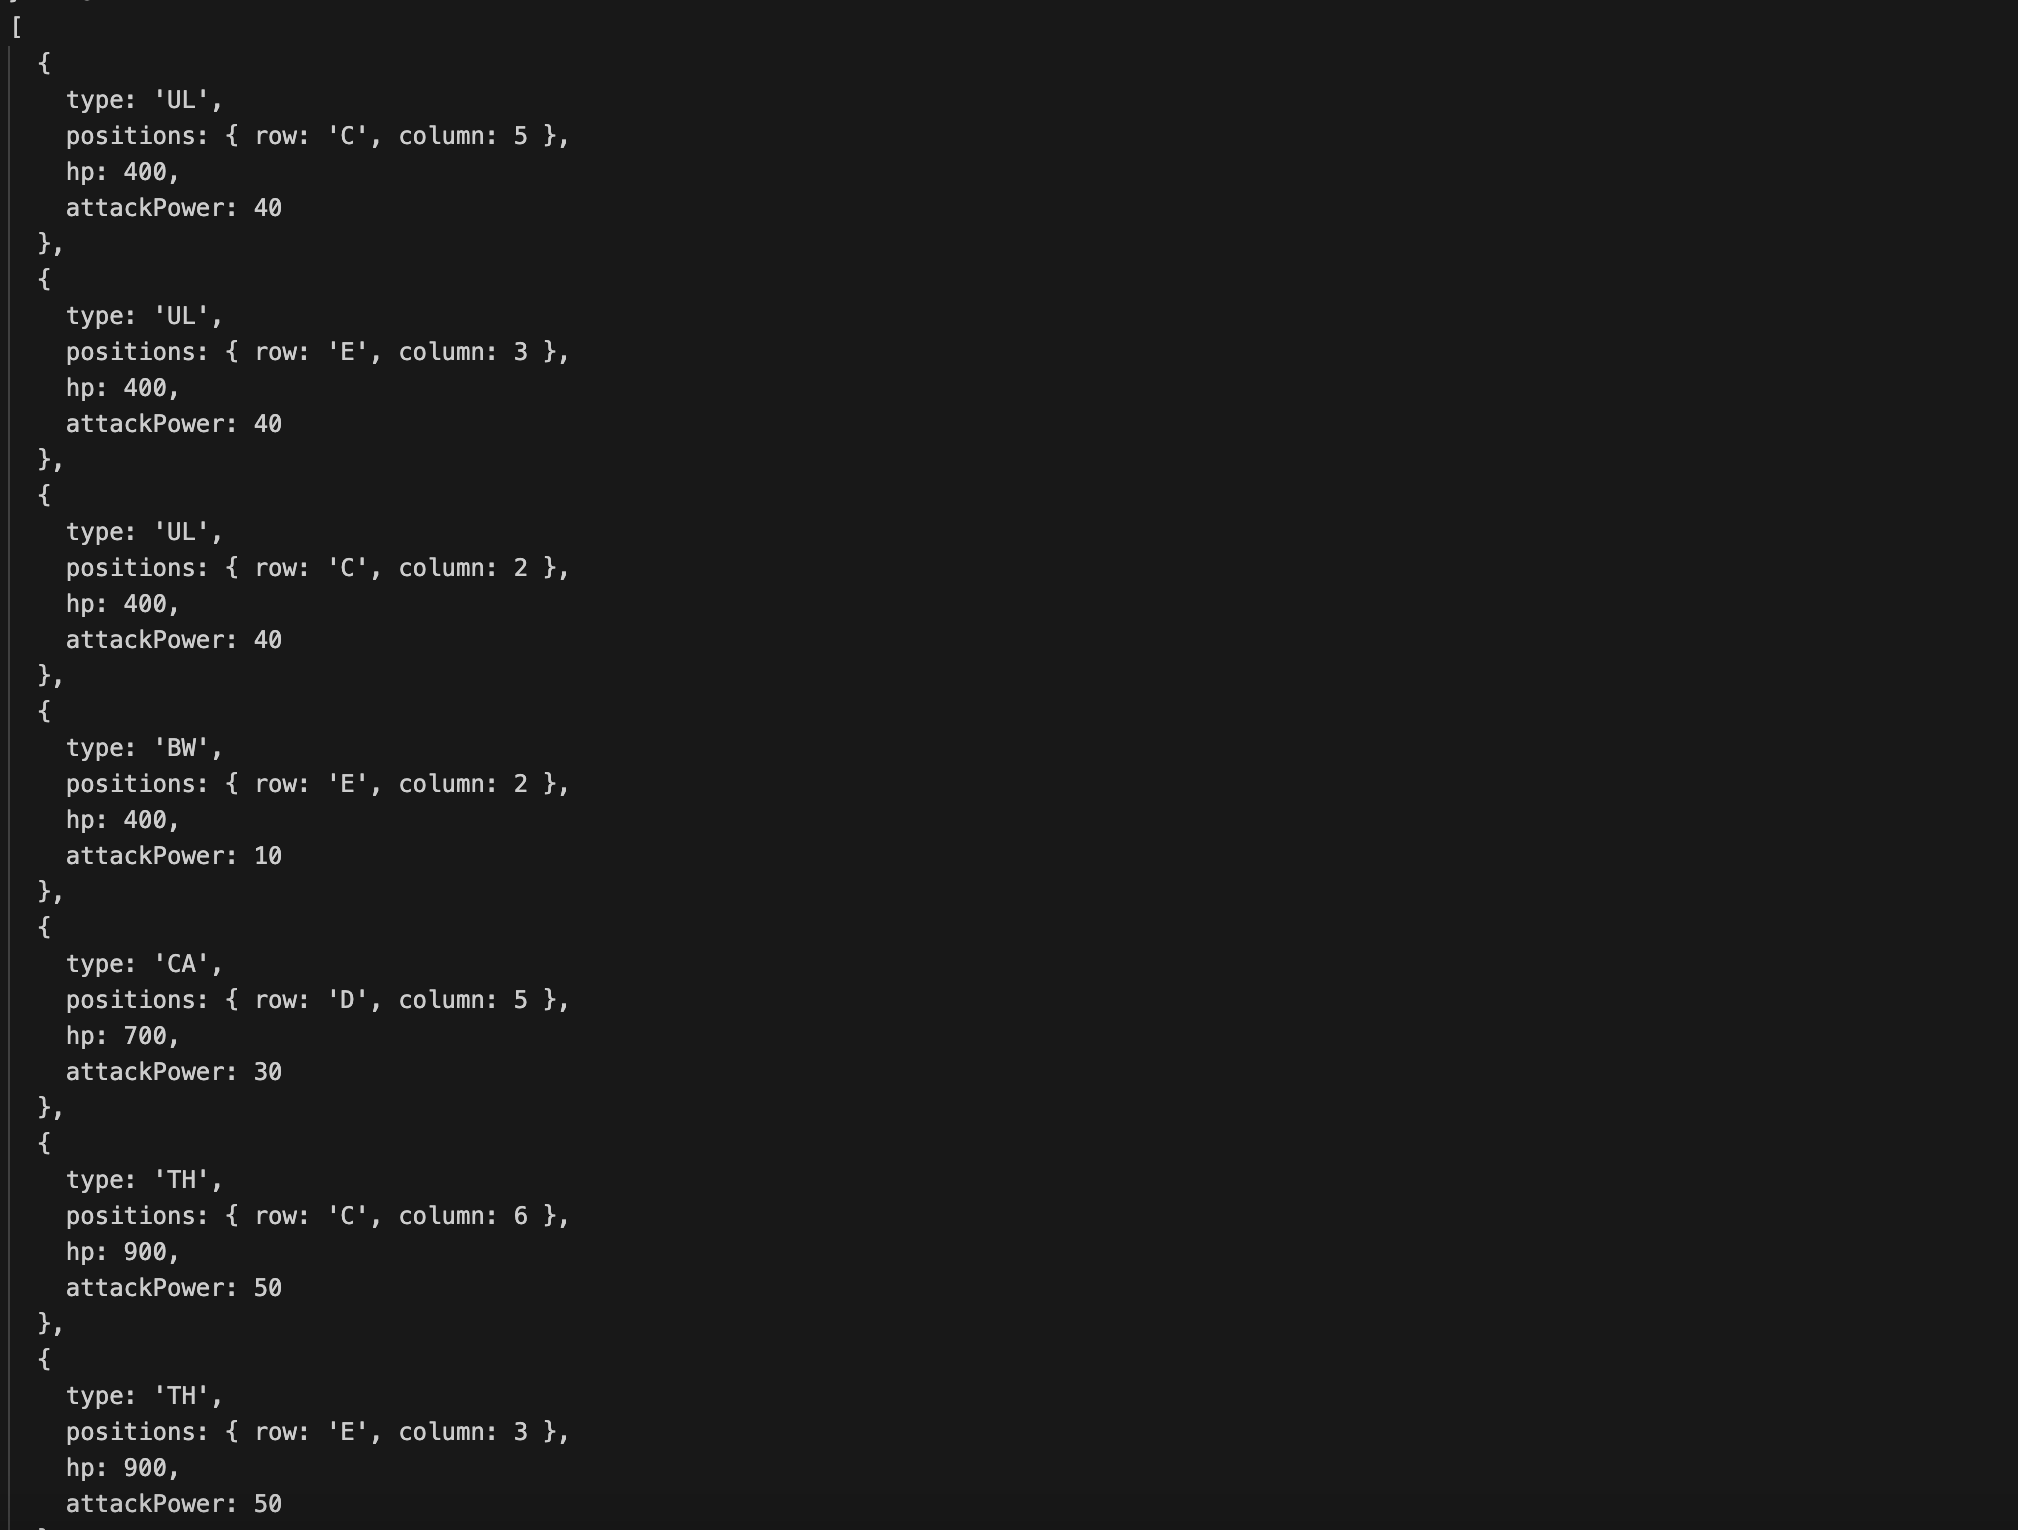 [
  {
    type: 'UL',
    positions: { row: 'C', column: 5 },
    hp: 400,
    attackPower: 40
  },
  {
    type: 'UL',
    positions: { row: 'E', column: 3 },
    hp: 400,
    attackPower: 40
  },
  {
    type: 'UL',
    positions: { row: 'C', column: 2 },
    hp: 400,
    attackPower: 40
  },
  {
    type: 'BW',
    positions: { row: 'E', column: 2 },
    hp: 400,
    attackPower: 10
  },
  {
    type: 'CA',
    positions: { row: 'D', column: 5 },
    hp: 700,
    attackPower: 30
  },
  {
    type: 'TH',
    positions: { row: 'C', column: 6 },
    hp: 900,
    attackPower: 50
  },
  {
    type: 'TH',
    positions: { row: 'E', column: 3 },
    hp: 900,
    attackPower: 50